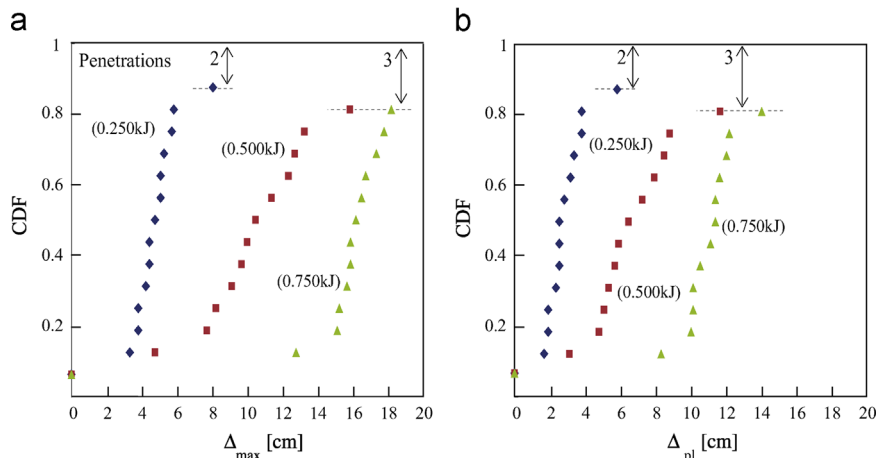 a
1
Penetrations
2
3
0.8
(0.250kJ)
(0.500kJ)
0.6
CDF
0.4
(0.750kJ)
0.2
0 4 6 8 10 12 14 16 18 20
Δmax [cm]
b
1
2
3
0.8
(0.250kJ)
0.6
CDF
(0.750kJ)
0.4
(0.500kJ)
0.2
0 2 4 6 8 10 12 14 16 18 20
Δpl [cm]